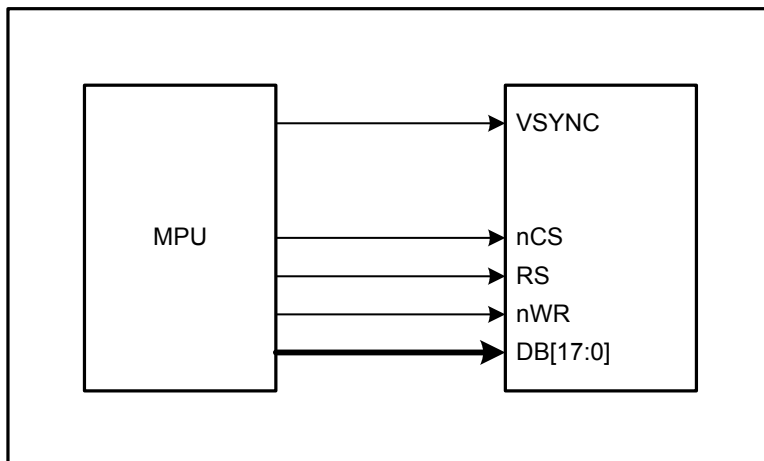 VSYNC
MPU
nCS
RS
nWR
DB[17:0]